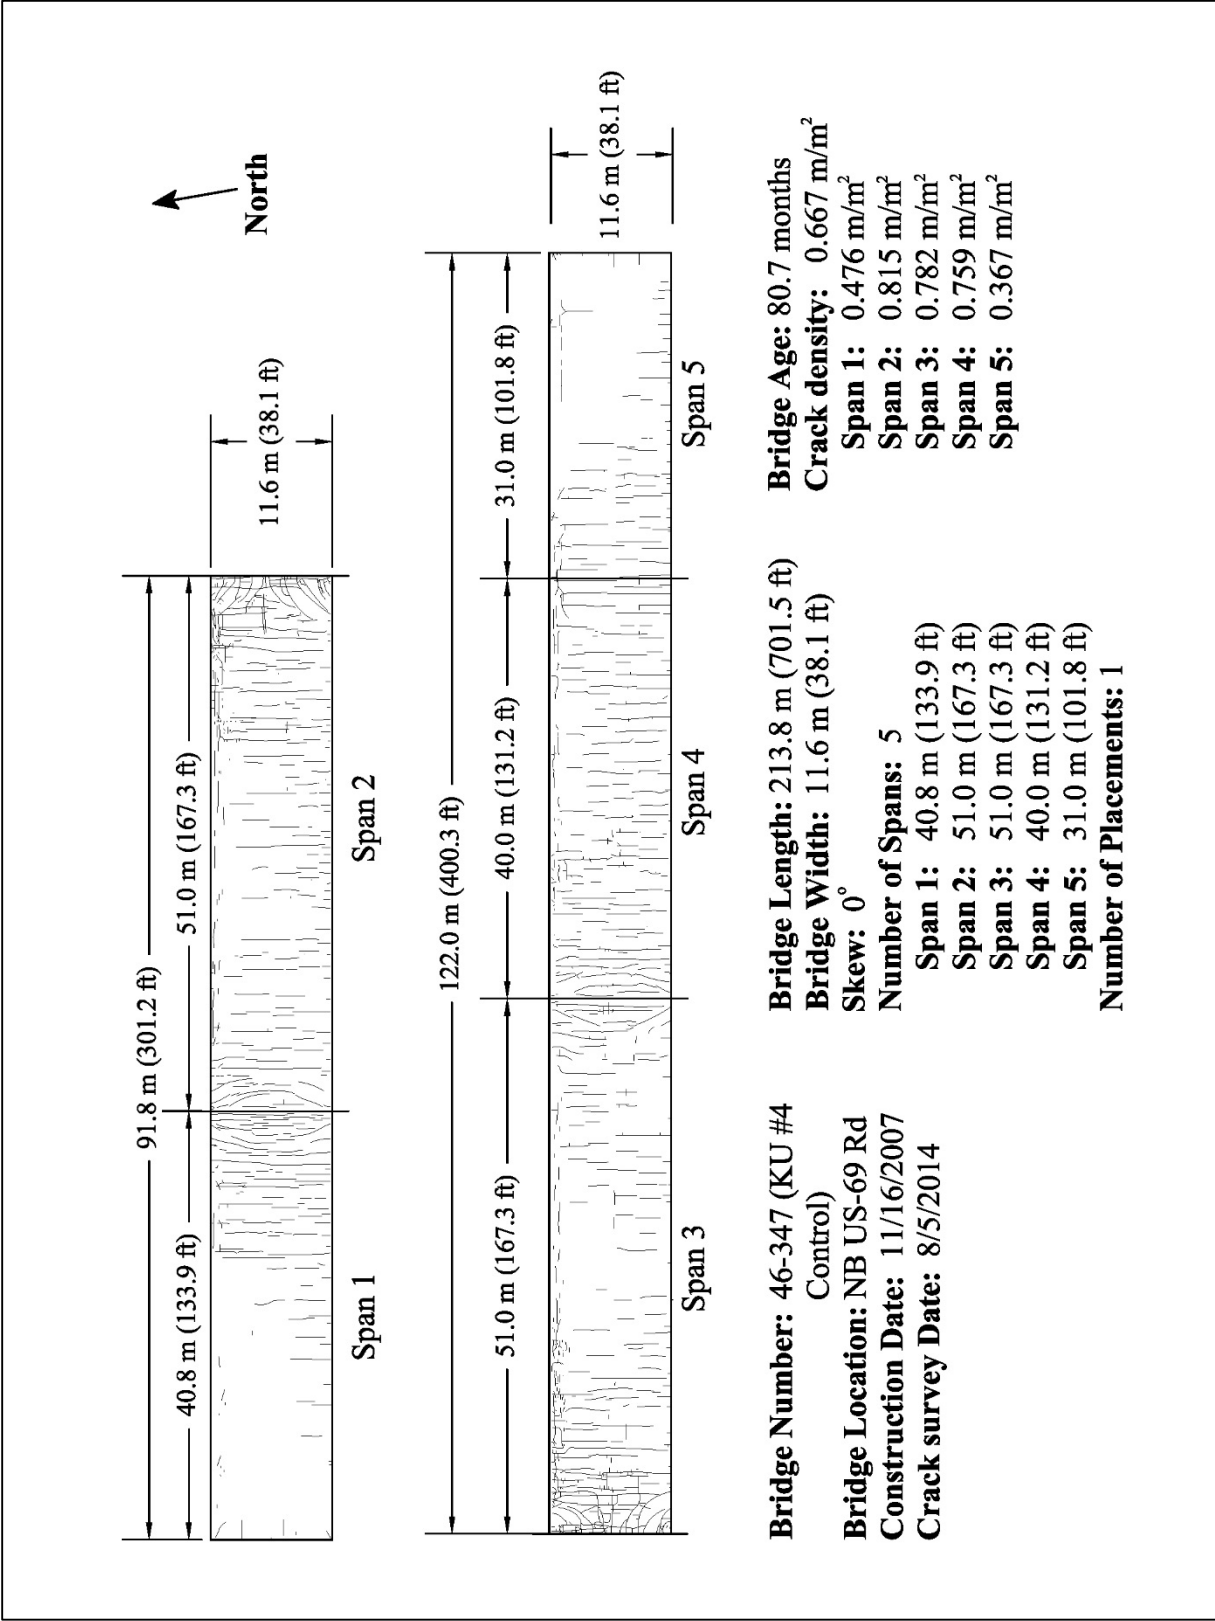 91.8 m (301.2 ft)
40.8 m (133.9 ft)
51.0 m (167.3 ft)
11.6 m (38.1 ft)
North
Span 1
Span 2
122.0 m (400.3 ft)
51.0 m (167.3 ft)
40.0 m (131.2 ft)
31.0 m (101.8 ft)
11.6 m (38.1 ft)
Span 3
Span 4
Span 5
Bridge Number: 46-347 (KU #4
Control)
Bridge Location: NB US-69 Rd
Construction Date: 11/16/2007
Crack survey Date: 8/5/2014
Bridge Length: 213.8 m (701.5 ft)
Bridge Width: 11.6 m (38.1 ft)
Skew: 0°
Number of Spans: 5
Span 1: 40.8 m (133.9 ft)
Span 2: 51.0 m (167.3 ft)
Span 3: 51.0 m (167.3 ft)
Span 4: 40.0 m (131.2 ft)
Span 5: 31.0 m (101.8 ft)
Number of Placements: 1
Bridge Age: 80.7 months
Crack density: 0.667 m/m²
Span 1: 0.476 m/m²
Span 2: 0.815 m/m²
Span 3: 0.782 m/m²
Span 4: 0.759 m/m²
Span 5: 0.367 m/m²